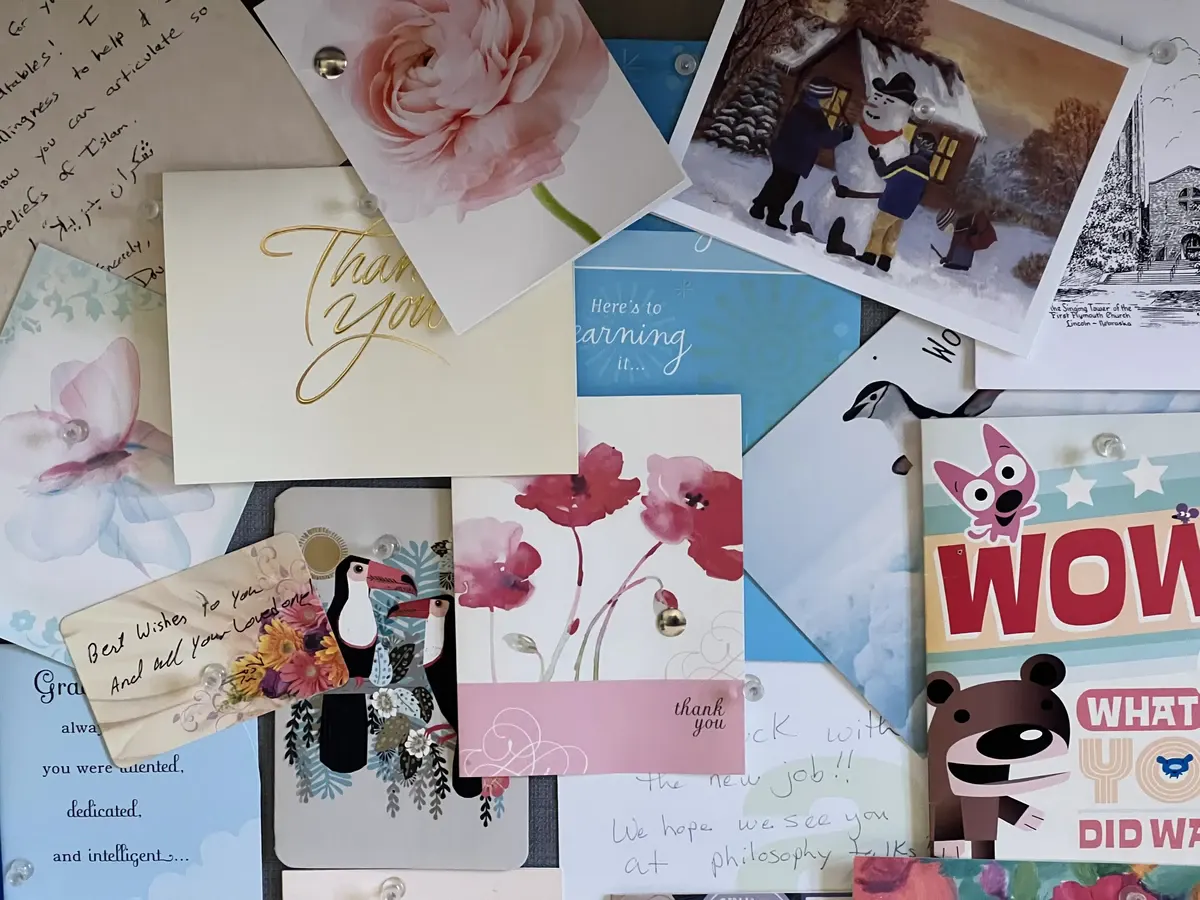 for you
I
llingness to help &
how you can articulate so
beliefs of Islam.
شكران جزيلا
Sincerely,
Thank
you
Here's to
earning
it...
The Singing Tower of the
First Plymouth Church
Lincoln - Nebraska
WOW
WHAT
YO
DID WA
Best Wishes to You
And all Your Loved ones
Gra
alwa
you were talented,
dedicated,
and intelligent...
thank
you
ck with
the new job!!
We hope we see you
at philosophy talks